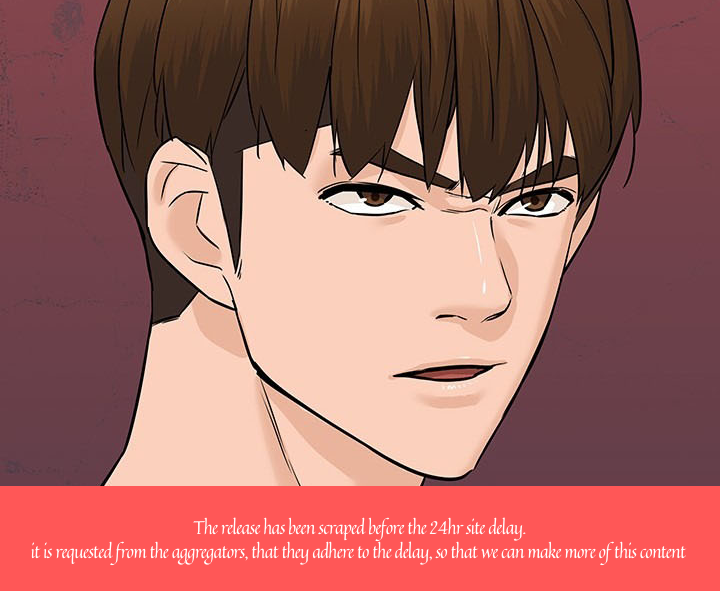 The release has been scraped before the 24hr site delay.
it is requested from the aggregators, that they adhere to the delay, so that we can make more of this content